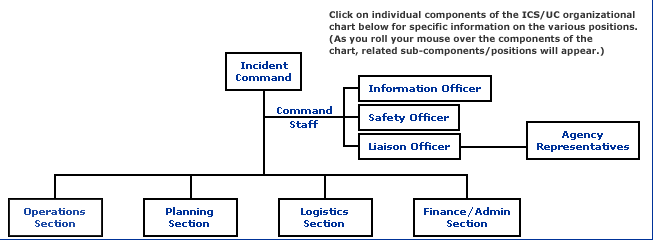 Click on individual components of the ICS/UC organizational
chart below for specific information on the various positions.
(As you roll your mouse over the components of the
chart, related sub-components/positions will appear.)
Incident
Command
Information Officer
Command
Staff
Safety Officer
Liaison Officer
Agency
Representatives
Operations
Section
Planning
Section
Logistics
Section
Finance/Admin
Section